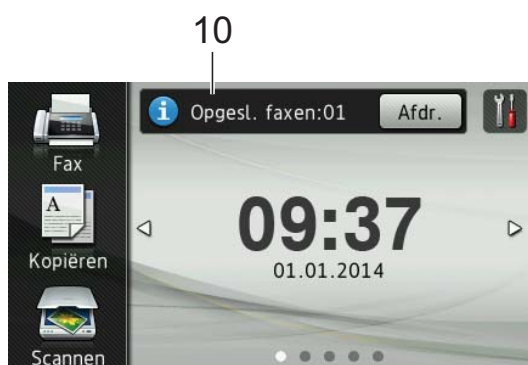 10
Opgesl. faxen:01 Afdr.
Fax
A
Kopiëren
09:37
01.01.2014
Scannen